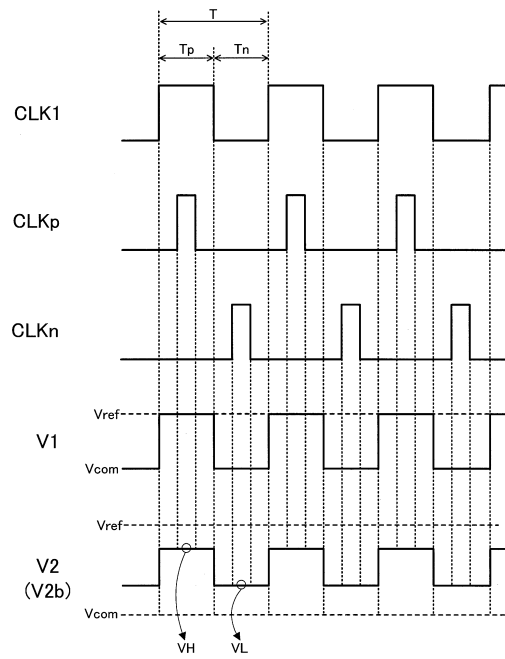 T
Tp
Tn
CLK1
CLKp
CLKn
Vref
V1
Vcom
Vref
V2
(V2b)
Vcom
VH
VL